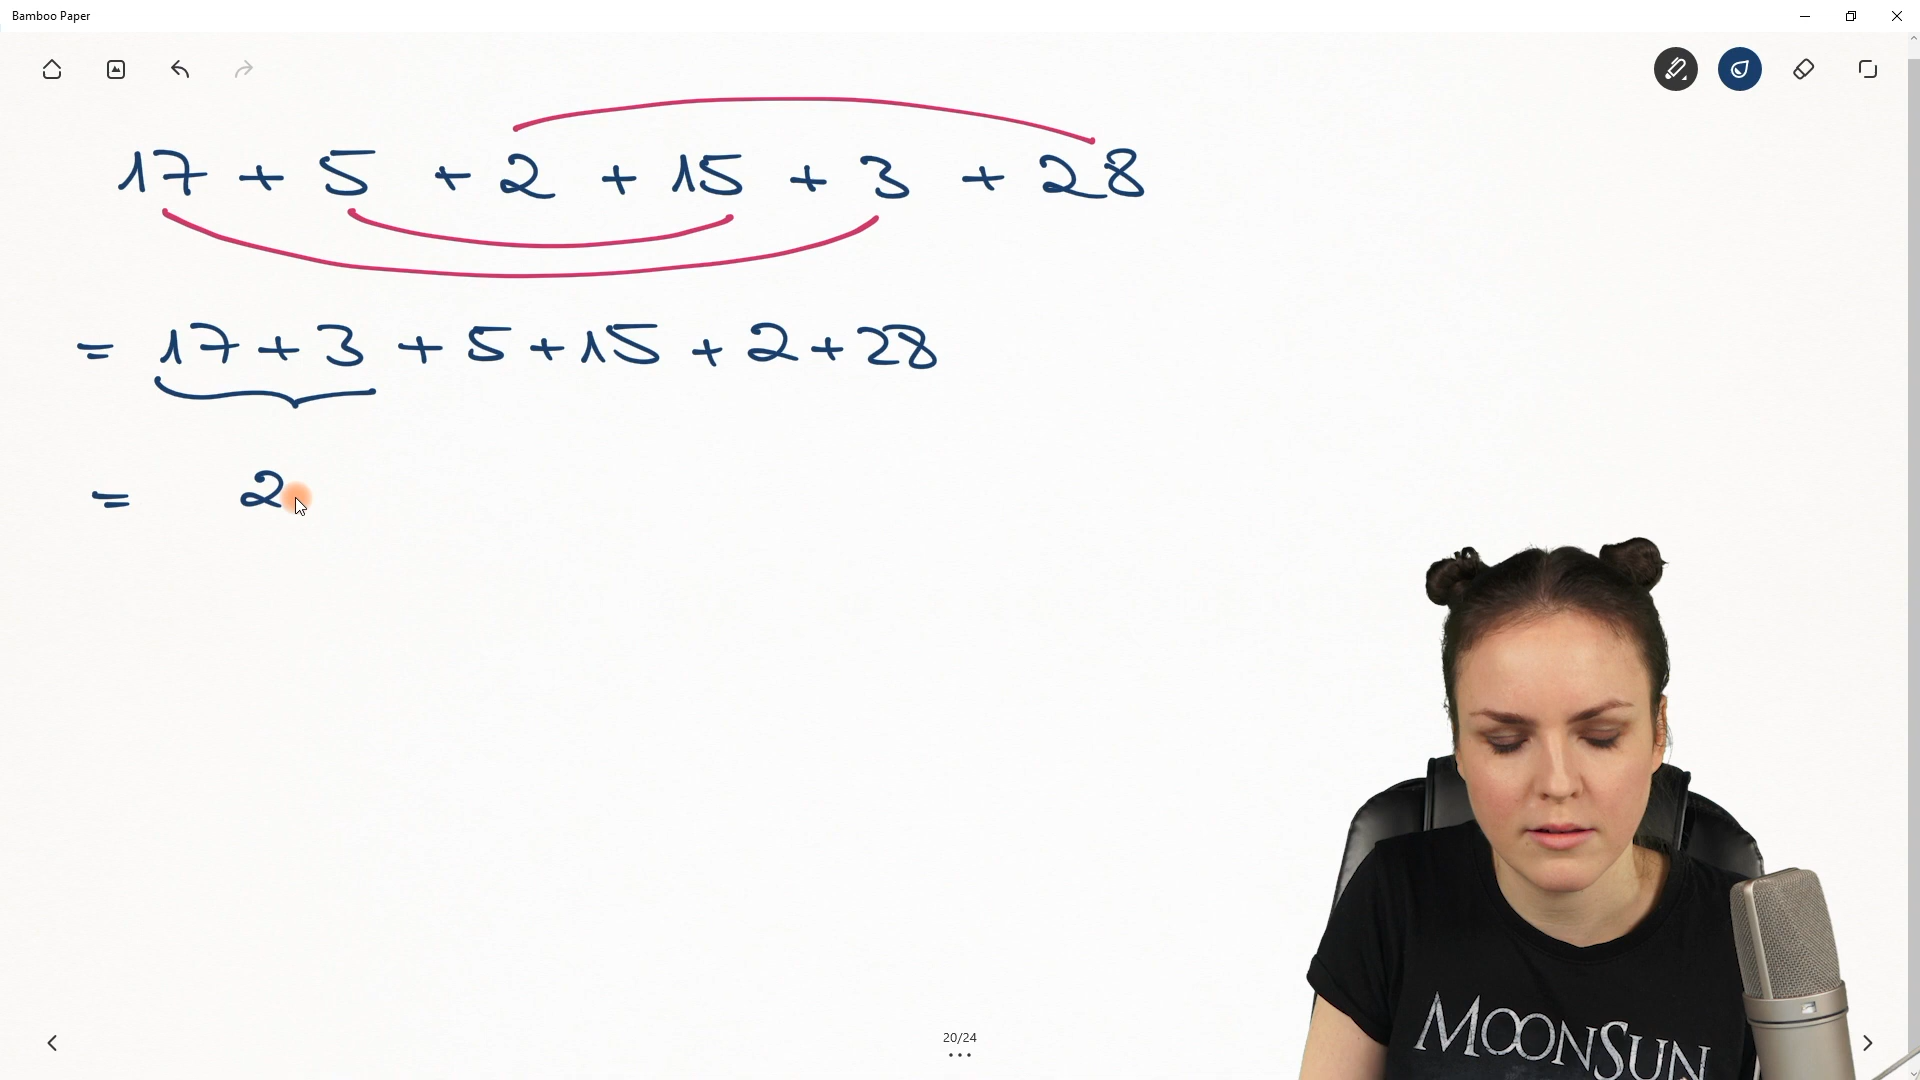 Bamboo Paper
17 + 5 + 2 + 15 + 3 + 28
= 17 + 3 + 5 + 15 + 2 + 28
= 2
20/24
MOONSUN